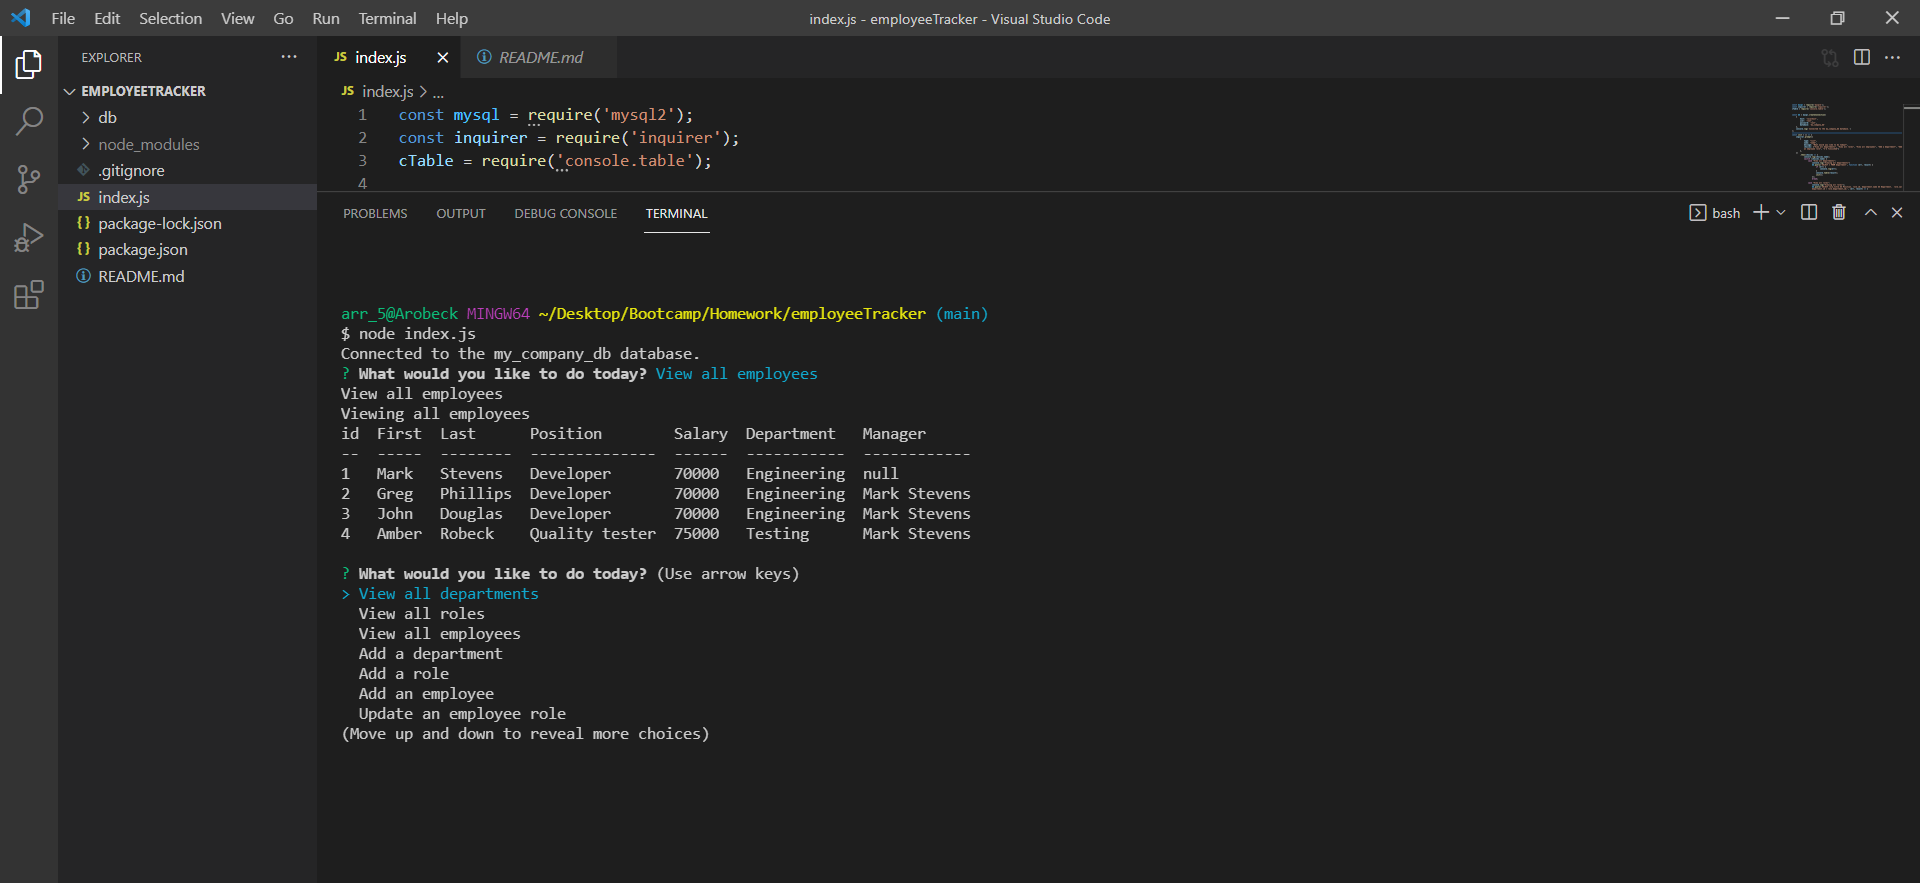 File Edit Selection View Go Run Terminal Help
index.js - employeeTracker - Visual Studio Code
EXPLORER
EMPLOYEETRACKER
db
node_modules
.gitignore
JS index.js
{} package-lock.json
{} package.json
README.md
JS index.js
README.md
JS index.js > ...
1 const mysql = require('mysql2');
2 const inquirer = require('inquirer');
3 cTable = require('console.table');
4
PROBLEMS OUTPUT DEBUG CONSOLE TERMINAL
bash
arr_5@Arobeck MINGW64 ~/Desktop/Bootcamp/Homework/employeeTracker (main)
$ node index.js
Connected to the my_company_db database.
? What would you like to do today? View all employees
View all employees
Viewing all employees
id First Last Position Salary Department Manager
-- ----- -------- -------------- ------ ----------- ------------
1 Mark Stevens Developer 70000 Engineering null
2 Greg Phillips Developer 70000 Engineering Mark Stevens
3 John Douglas Developer 70000 Engineering Mark Stevens
4 Amber Robeck Quality tester 75000 Testing Mark Stevens
? What would you like to do today? (Use arrow keys)
> View all departments
View all roles
View all employees
Add a department
Add a role
Add an employee
Update an employee role
(Move up and down to reveal more choices)